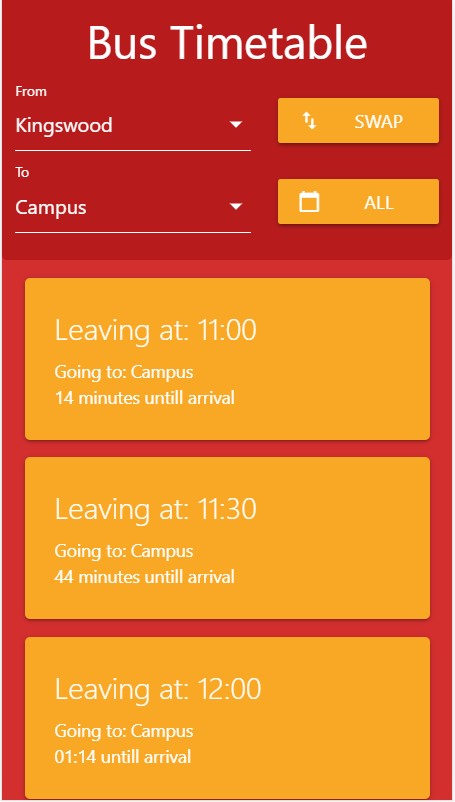 Bus Timetable
From
Kingswood
SWAP
To
Campus
ALL
Leaving at: 11:00
Going to: Campus
14 minutes untill arrival
Leaving at: 11:30
Going to: Campus
44 minutes untill arrival
Leaving at: 12:00
Going to: Campus
01:14 untill arrival